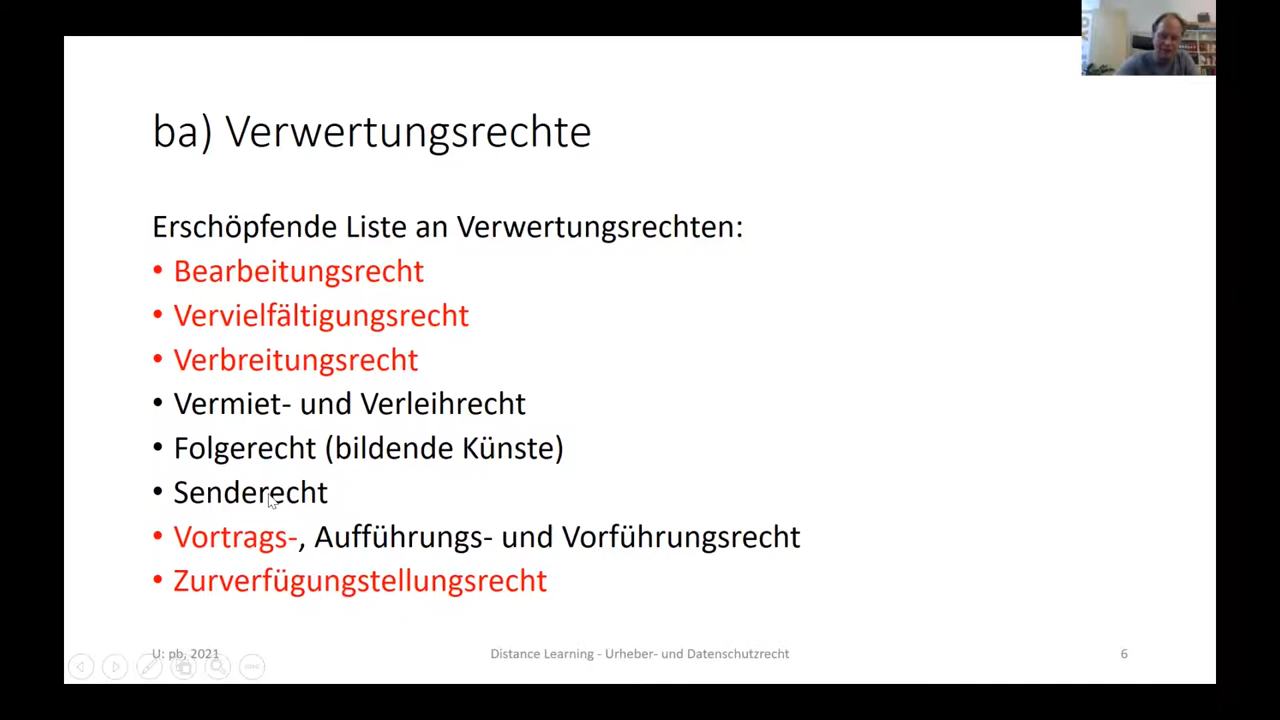 ba) Verwertungsrechte
Erschöpfende Liste an Verwertungsrechten:
• Bearbeitungsrecht
• Vervielfältigungsrecht
• Verbreitungsrecht
• Vermiet- und Verleihrecht
• Folgerecht (bildende Künste)
• Senderecht
• Vortrags-, Aufführungs- und Vorführungsrecht
• Zurverfügungstellungsrecht
U: pb, 2021 Distance Learning - Urheber- und Datenschutzrecht 6